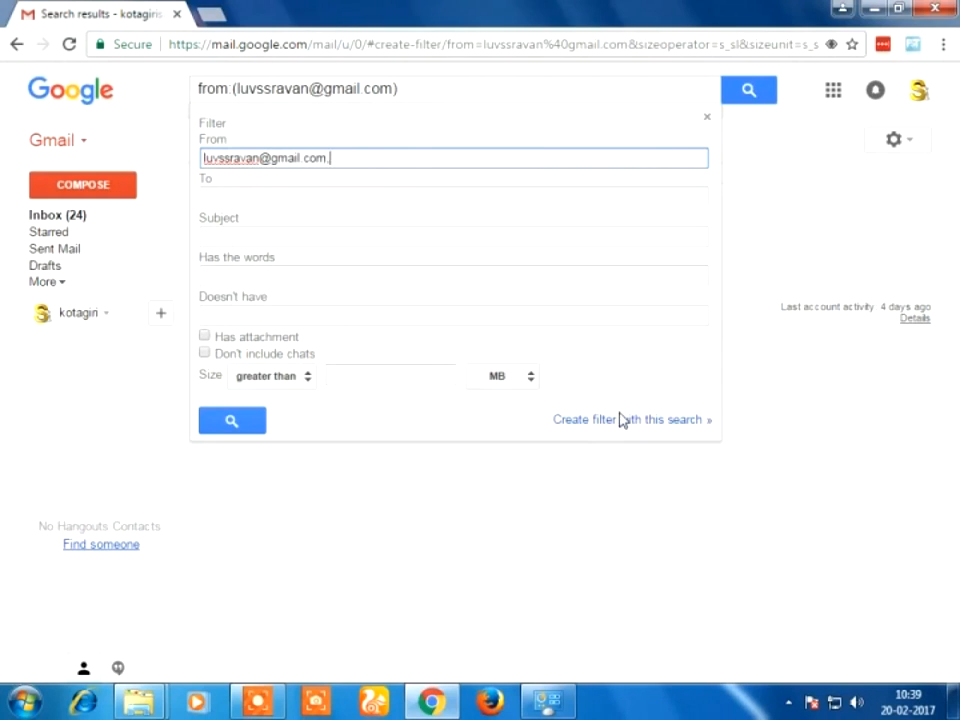 Search results - kotagiris
Secure
https://mail.google.com/mail/u/0/#create-filter/from=luvssravan%40gmail.com&sizeoperator=s_sl&sizeunit=s_s
Google
from:(luvssravan@gmail.com)
Filter
From
luvssravan@gmail.com,
To
Subject
Has the words
Doesn't have
Has attachment
Don't include chats
Size greater than MB
Create filter with this search »
Gmail
COMPOSE
Inbox (24)
Starred
Sent Mail
Drafts
More
kotagiri
Last account activity: 4 days ago
Details
No Hangouts Contacts
Find someone
10:39
20-02-2017